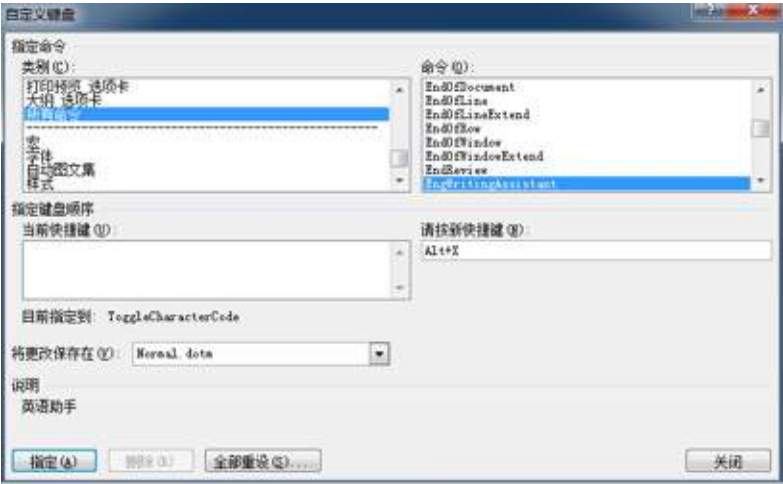 自定义键盘
指定命令
类别(C):
命令(O):
打印预览 选项卡
大纲 选项卡
所有命令
宏
字体
自动图文集
样式
EndOfDocument
EndOfLine
EndOfLineExtend
EndOfRow
EndOfWindow
EndOfWindowExtend
EndReview
EngWritingAssistant
指定键盘顺序
当前快捷键(U):
请按新快捷键(N):
Alt+X
目前指定到: ToggleCharacterCode
将更改保存在(V): Normal.dotm
说明
英语助手
指定(A) 删除(R) 全部重设(S)... 关闭